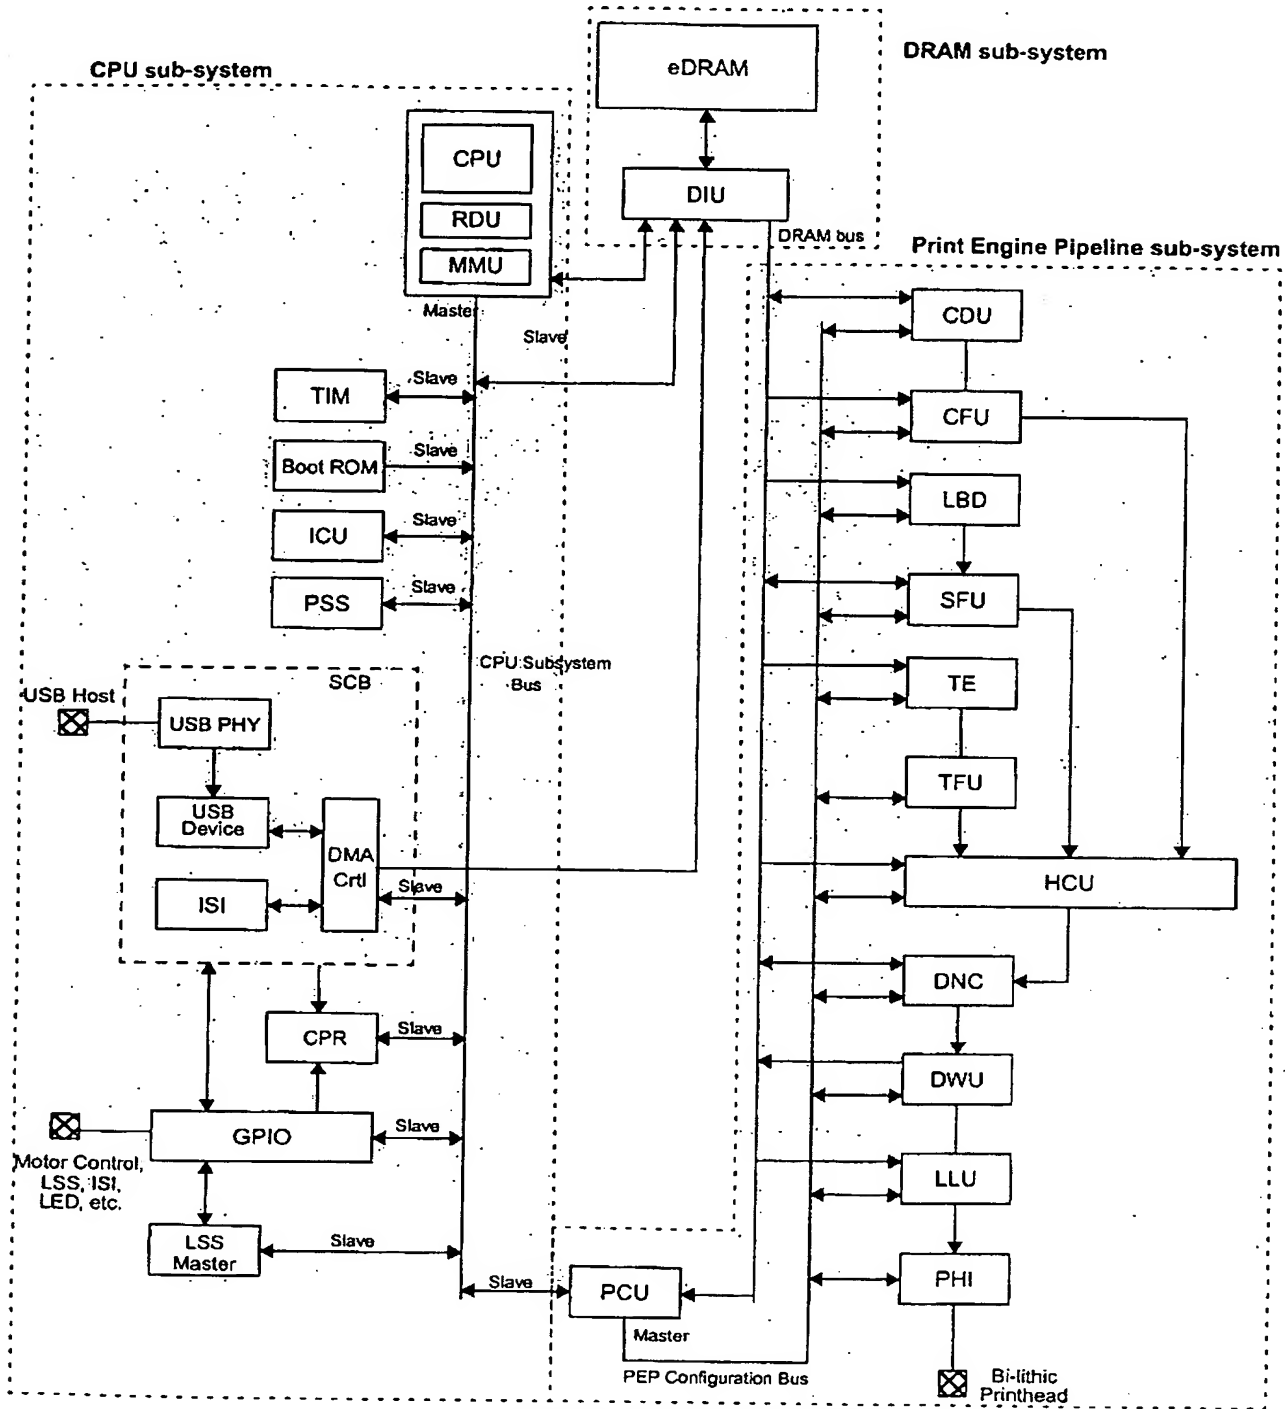 CPU sub-system
eDRAM
DRAM sub-system
CPU
RDU
MMU
DIU
DRAM bus
Print Engine Pipeline sub-system
Master
Slave
CDU
TIM
Slave
CFU
Boot ROM
Slave
LBD
ICU
Slave
PSS
Slave
SFU
CPU Subsystem
Bus
TE
SCB
USB Host
USB PHY
USB
Device
TFU
DMA
Crtl
Slave
HCU
ISI
DNC
CPR
Slave
DWU
GPIO
Slave
Motor Control,
LSS, ISI,
LED, etc.
LLU
LSS
Master
Slave
Slave
PCU
PHI
Master
PEP Configuration Bus
Bi-lithic
Printhead